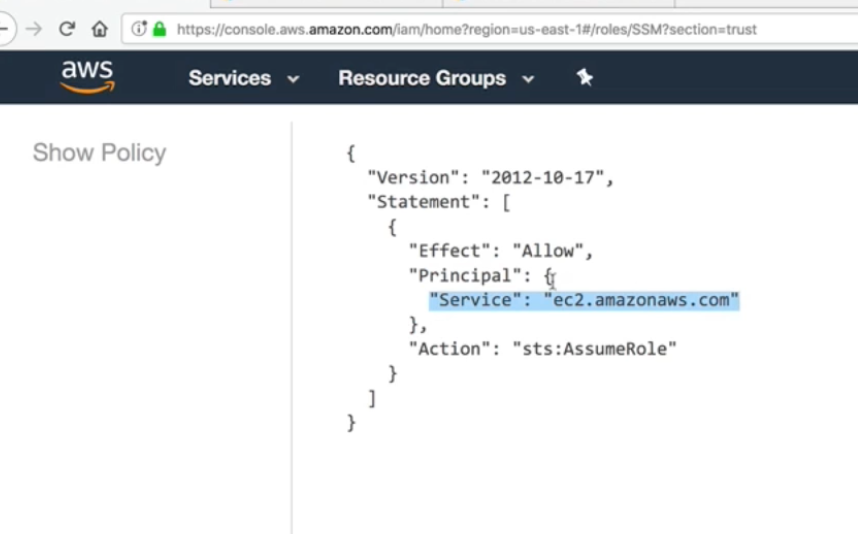 https://console.aws.amazon.com/iam/home?region=us-east-1#/roles/SSM?section=trust
aws Services Resource Groups
Show Policy
{
"Version": "2012-10-17",
"Statement": [
{
"Effect": "Allow",
"Principal": {
"Service": "ec2.amazonaws.com"
},
"Action": "sts:AssumeRole"
}
]
}